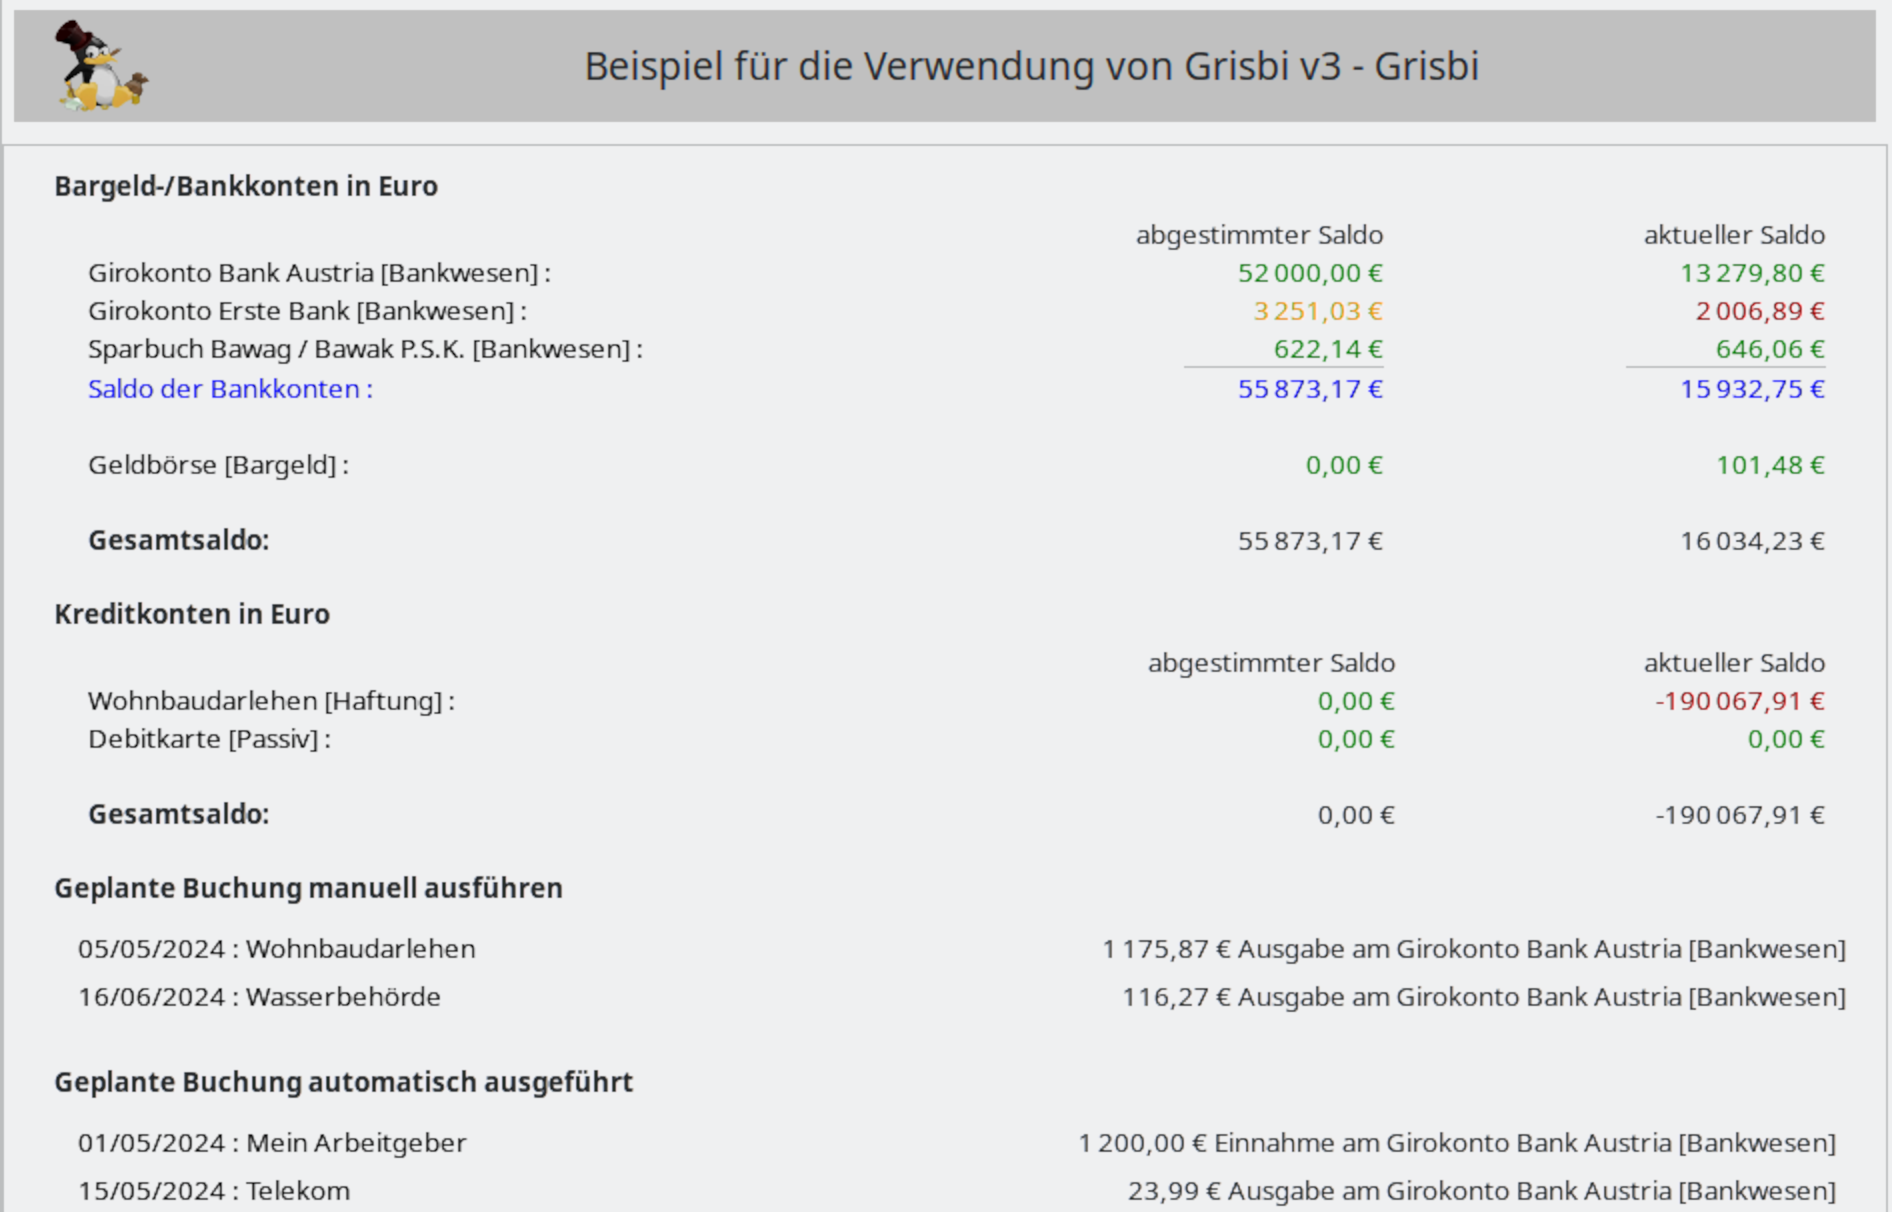 Beispiel für die Verwendung von Grisbi v3 - Grisbi
Bargeld-/Bankkonten in Euro
abgestimmter Saldo aktueller Saldo
Girokonto Bank Austria [Bankwesen] : 52 000,00 € 13 279,80 €
Girokonto Erste Bank [Bankwesen] : 3 251,03 € 2 006,89 €
Sparbuch Bawag / Bawak P.S.K. [Bankwesen] : 622,14 € 646,06 €
Saldo der Bankkonten : 55 873,17 € 15 932,75 €
Geldbörse [Bargeld] : 0,00 € 101,48 €
Gesamtsaldo: 55 873,17 € 16 034,23 €
Kreditkonten in Euro
abgestimmter Saldo aktueller Saldo
Wohnbaudarlehen [Haftung] : 0,00 € -190 067,91 €
Debitkarte [Passiv] : 0,00 € 0,00 €
Gesamtsaldo: 0,00 € -190 067,91 €
Geplante Buchung manuell ausführen
05/05/2024 : Wohnbaudarlehen 1 175,87 € Ausgabe am Girokonto Bank Austria [Bankwesen]
16/06/2024 : Wasserbehörde 116,27 € Ausgabe am Girokonto Bank Austria [Bankwesen]
Geplante Buchung automatisch ausgeführt
01/05/2024 : Mein Arbeitgeber 1 200,00 € Einnahme am Girokonto Bank Austria [Bankwesen]
15/05/2024 : Telekom 23,99 € Ausgabe am Girokonto Bank Austria [Bankwesen]